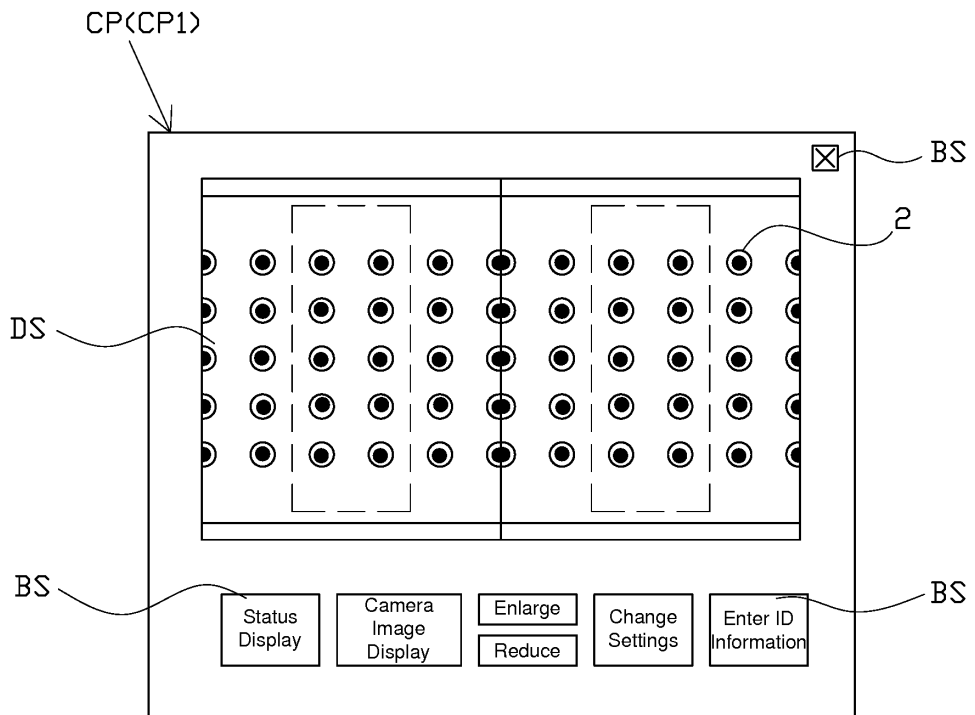 CP(CP1)
BS
2
DS
BS
BS
Status
Display
Camera
Image
Display
Enlarge
Reduce
Change
Settings
Enter ID
Information